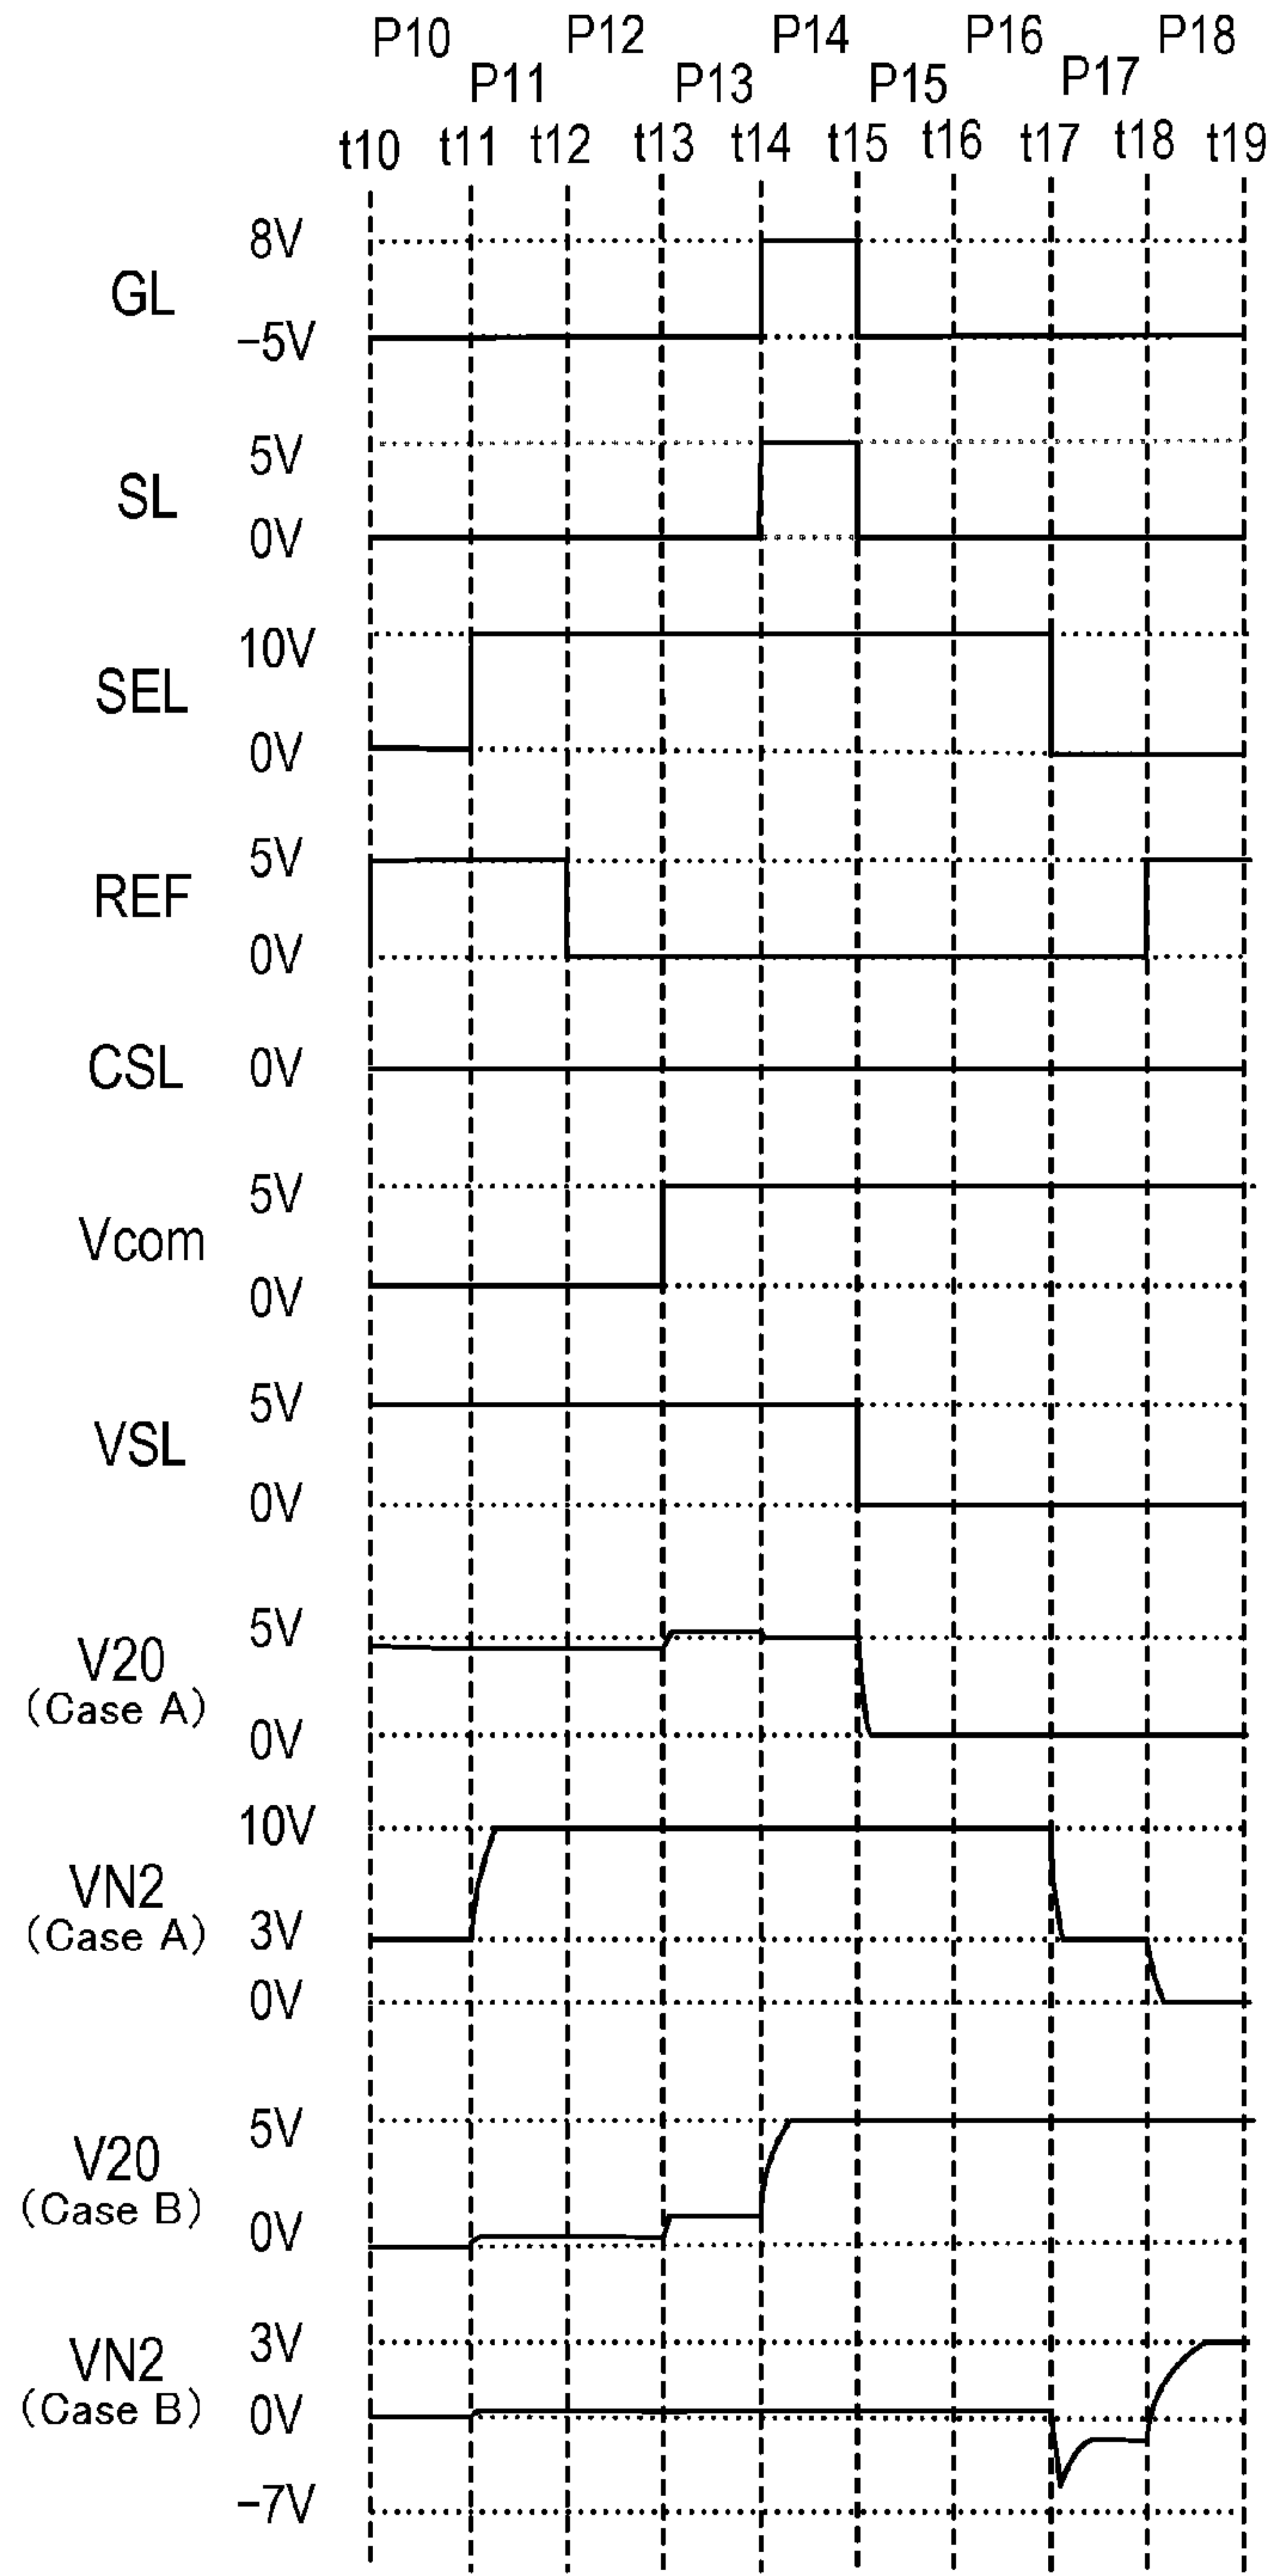 P10 P12 P14 P16 P18
P11 P13 P15 P17
t10 t11 t12 t13 t14 t15 t16 t17 t18 t19
8V
GL
−5V
5V
SL
0V
10V
SEL
0V
5V
REF
0V
CSL 0V
5V
Vcom
0V
5V
VSL
0V
5V
V20
(Case A)
0V
10V
VN2
(Case A)
3V
0V
5V
V20
(Case B)
0V
3V
VN2
(Case B)
0V
−7V